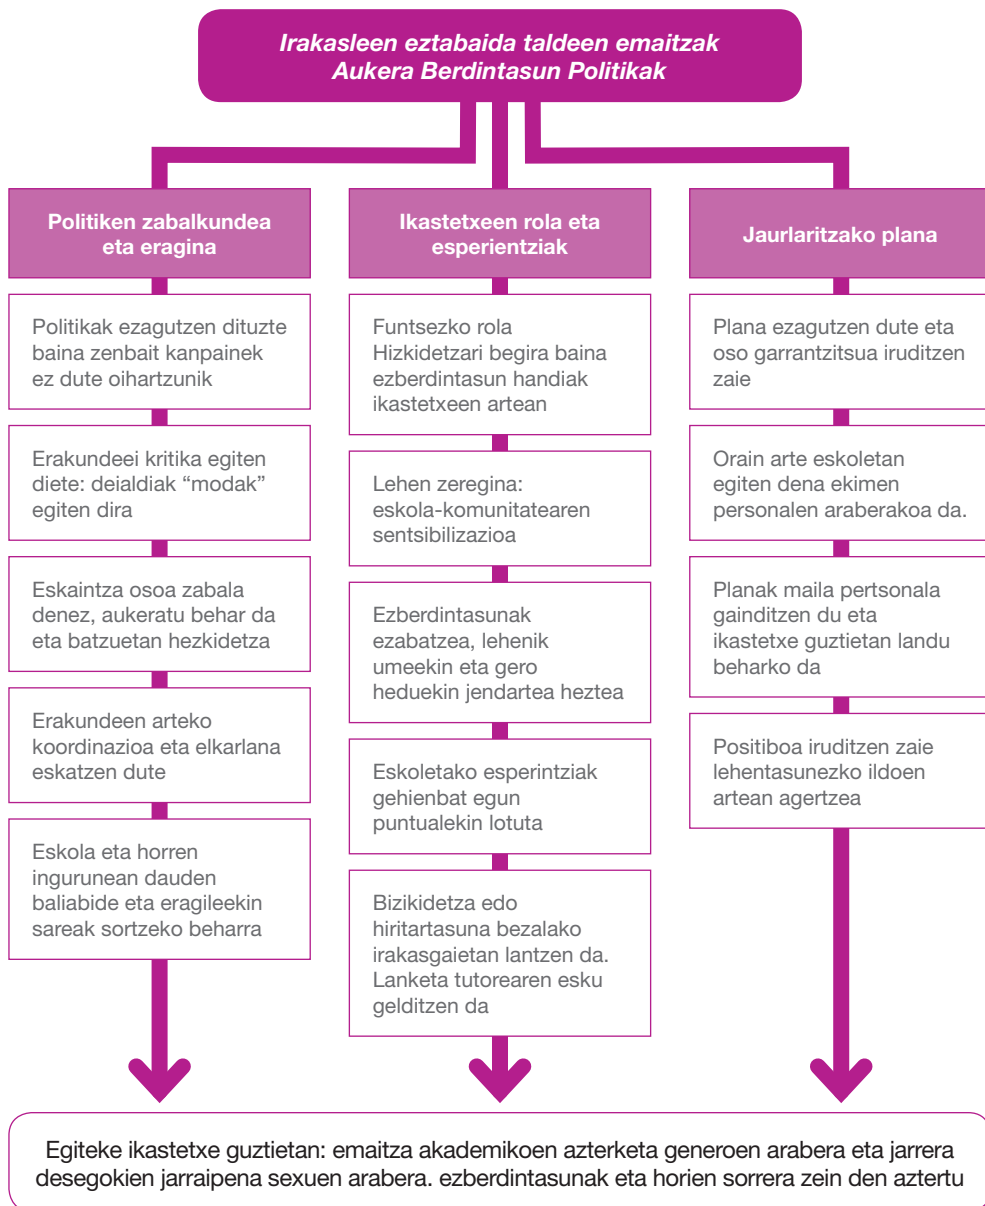 Irakasleen eztabaida taldeen emaitzak
Aukera Berdintasun Politikak
Politiken zabalkundea
eta eragina
Politikak ezagutzen dituzte
baina zenbait kanpainek
ez dute oihartzunik
Erakundeei kritika egiten
diete: deialdiak “modak”
egiten dira
Eskaintza osoa zabala
denez, aukeratu behar da
eta batzuetan hezkidetza
Erakundeen arteko
koordinazioa eta elkarlana
eskatzen dute
Eskola eta horren
ingurunean dauden
baliabide eta eragileekin
sareak sortzeko beharra
Ikastetxeen rola eta
esperientziak
Funtsezko rola
Hizkidetzari begira baina
ezberdintasun handiak
ikastetxeen artean
Lehen zeregina:
eskola-komunitatearen
sentsibilizazioa
Ezberdintasunak
ezabatzea, lehenik
umeekin eta gero
heduekin jendartea heztea
Eskoletako esperintziak
gehienbat egun
puntualekin lotuta
Bizikidetza edo
hiritartasuna bezalako
irakasgaietan lantzen da.
Lanketa tutorearen esku
gelditzen da
Jaurlaritzako plana
Plana ezagutzen dute eta
oso garrantzitsua iruditzen
zaie
Orain arte eskoletan
egiten dena ekimen
personalen araberakoa da.
Planak maila pertsonala
gainditzen du eta
ikastetxe guztietan landu
beharko da
Positiboa iruditzen zaie
lehentasunezko ildoen
artean agertzea
Egiteke ikastetxe guztietan: emaitza akademikoen azterketa generoen arabera eta jarrera
desegokien jarraipena sexuen arabera. ezberdintasunak eta horien sorrera zein den aztertu